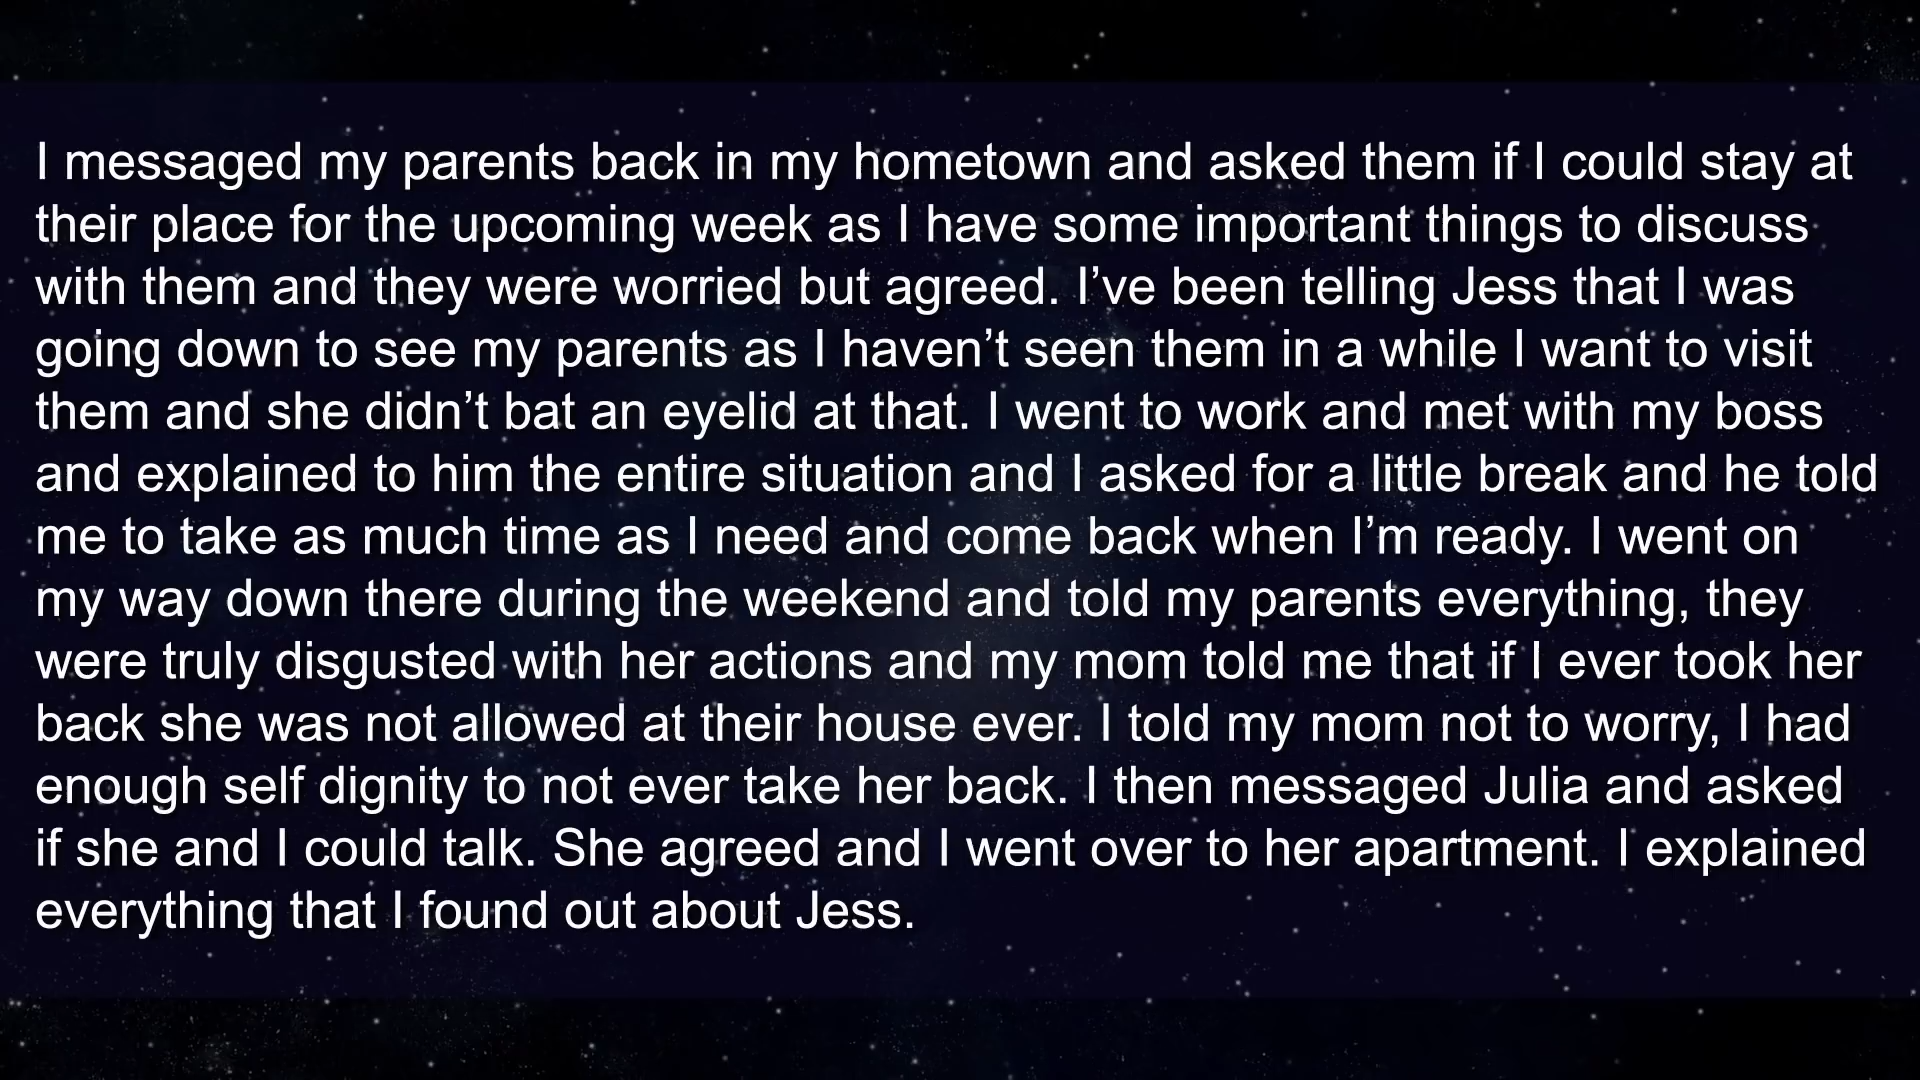 I messaged my parents back in my hometown and asked them if I could stay at
their place for the upcoming week as I have some important things to discuss
with them and they were worried but agreed. I’ve been telling Jess that I was
going down to see my parents as I haven’t seen them in a while I want to visit
them and she didn’t bat an eyelid at that. I went to work and met with my boss
and explained to him the entire situation and I asked for a little break and he told
me to take as much time as I need and come back when I’m ready. I went on
my way down there during the weekend and told my parents everything, they
were truly disgusted with her actions and my mom told me that if I ever took her
back she was not allowed at their house ever. I told my mom not to worry, I had
enough self dignity to not ever take her back. I then messaged Julia and asked
if she and I could talk. She agreed and I went over to her apartment. I explained
everything that I found out about Jess.